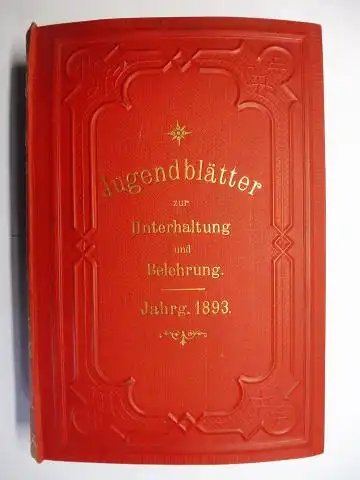 Jugendblätter
zur
Unterhaltung
und
Belehrung.
Jahrg. 1893.